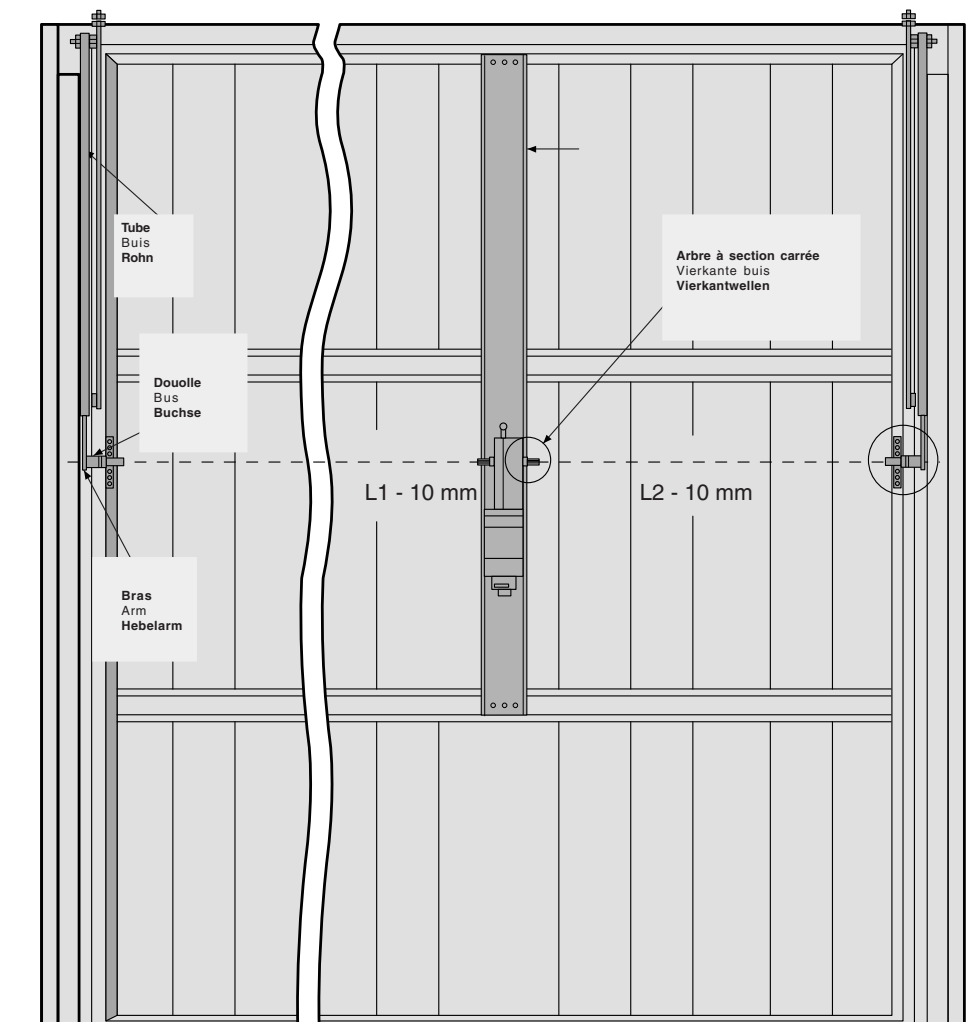 Tube
Buis
Rohn
Arbre à section carrée
Vierkante buis
Vierkantwellen
Douolle
Bus
Buchse
L1 - 10 mm
L2 - 10 mm
Bras
Arm
Hebelarm